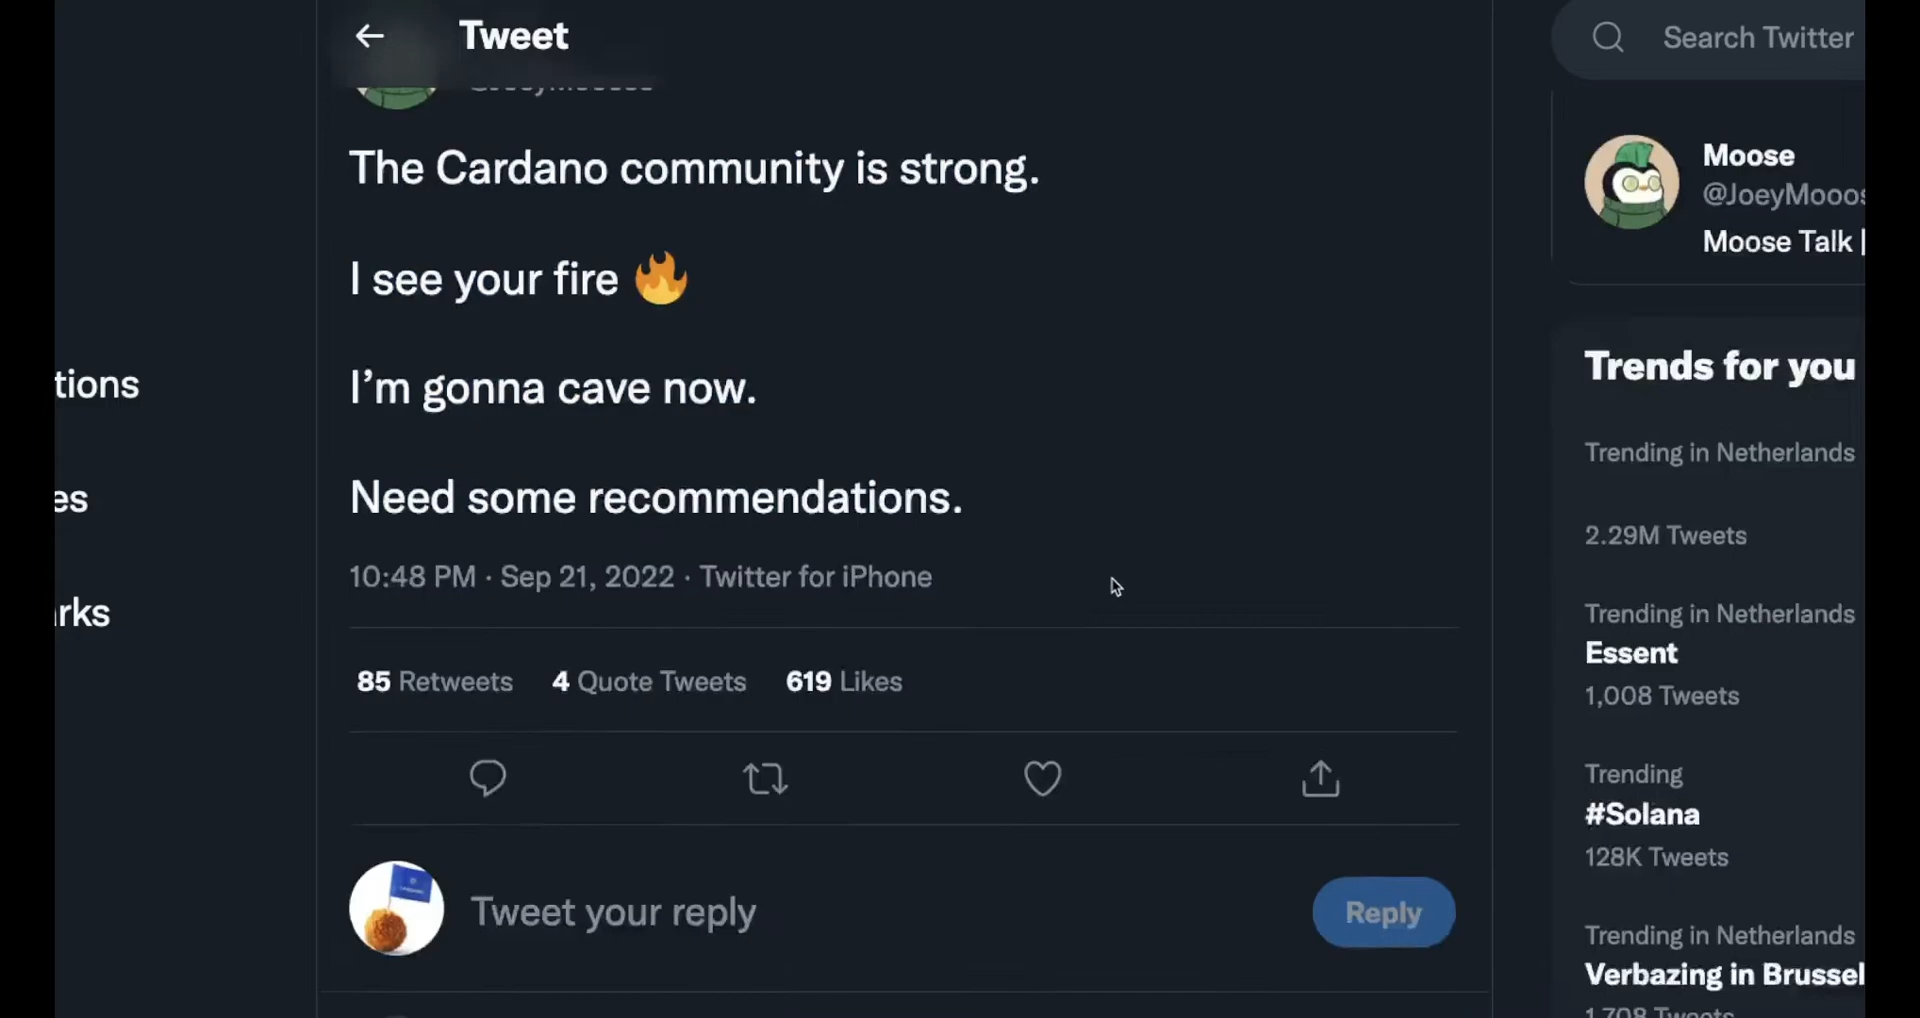 Tweet
The Cardano community is strong.
I see your fire 🔥
I’m gonna cave now.
Need some recommendations.
10:48 PM · Sep 21, 2022 · Twitter for iPhone
85 Retweets 4 Quote Tweets 619 Likes
Tweet your reply
Reply
tions
es
rks
Search Twitter
Moose
@JoeyMooos
Moose Talk |
Trends for you
Trending in Netherlands
2.29M Tweets
Trending in Netherlands
Essent
1,008 Tweets
Trending
#Solana
128K Tweets
Trending in Netherlands
Verbazing in Brussel